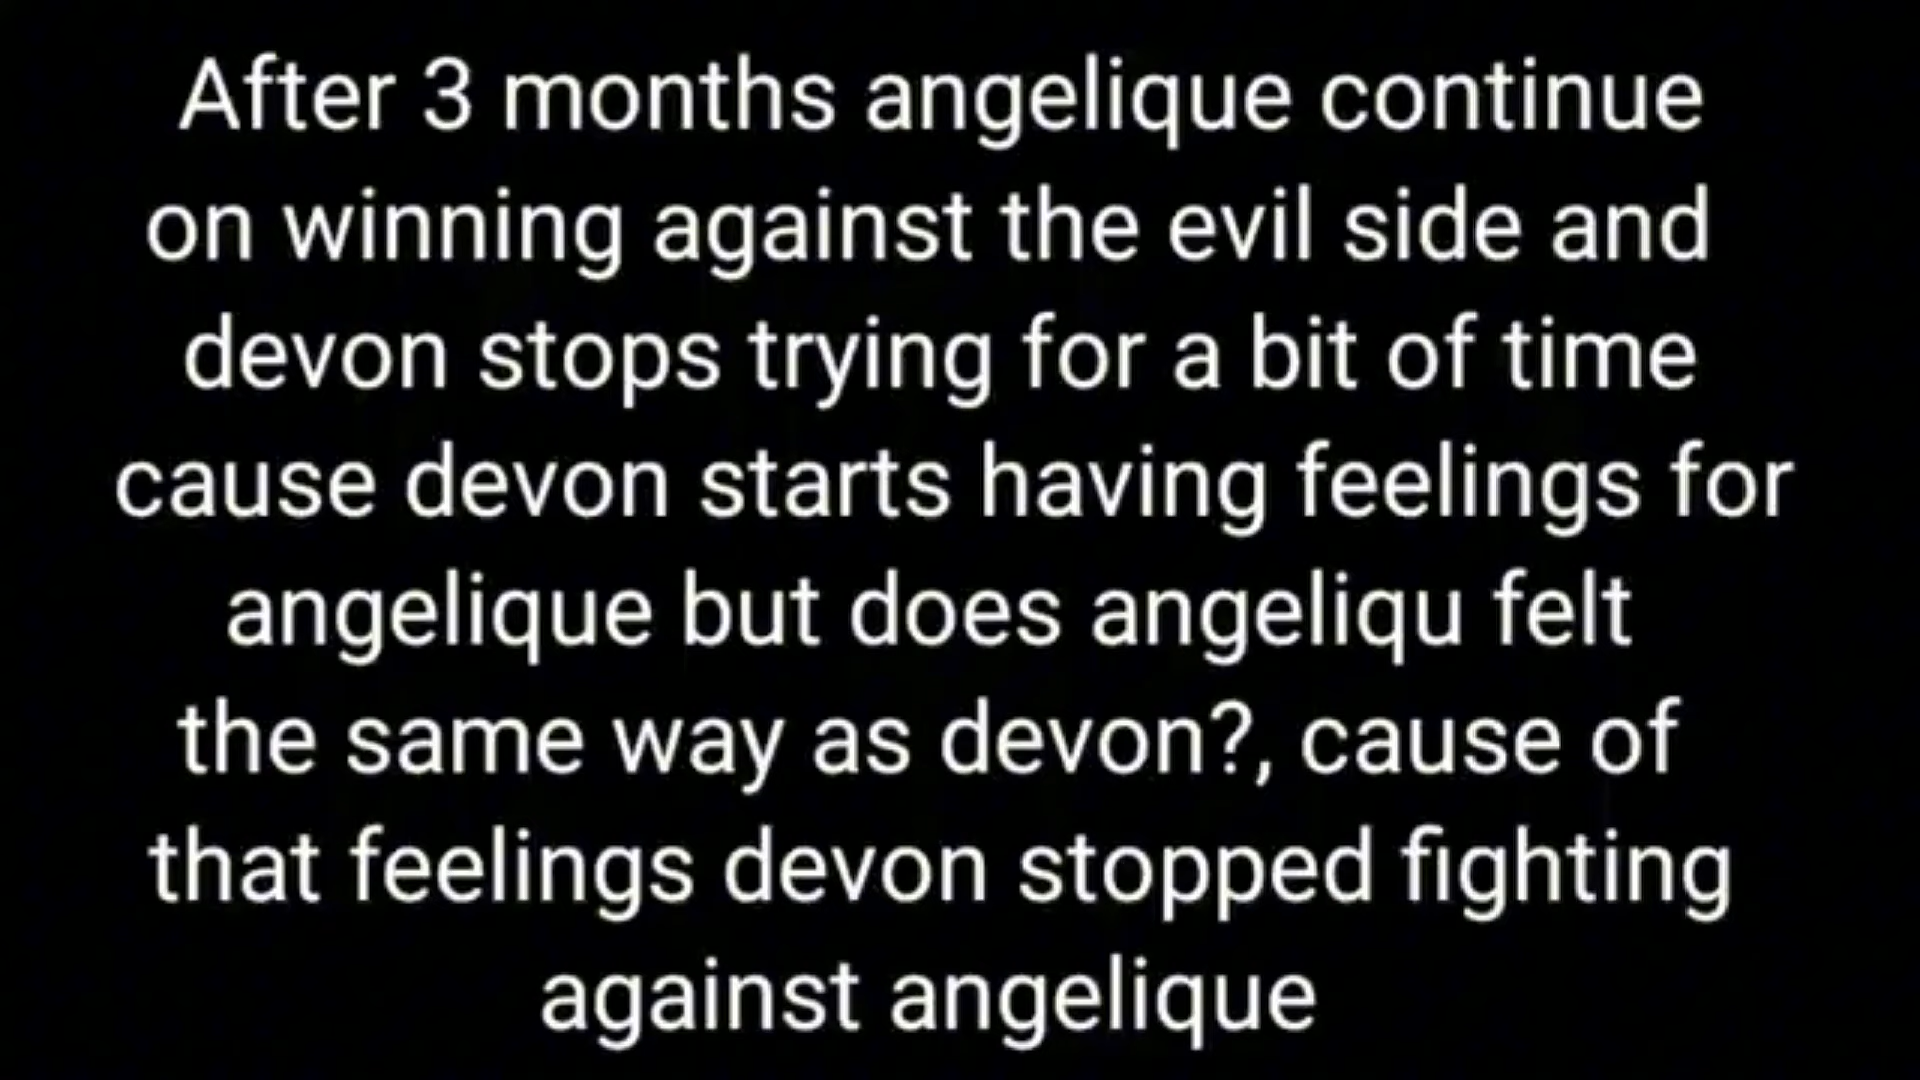 After 3 months angelique continue
on winning against the evil side and
devon stops trying for a bit of time
cause devon starts having feelings for
angelique but does angeliqu felt
the same way as devon?, cause of
that feelings devon stopped fighting
against angelique